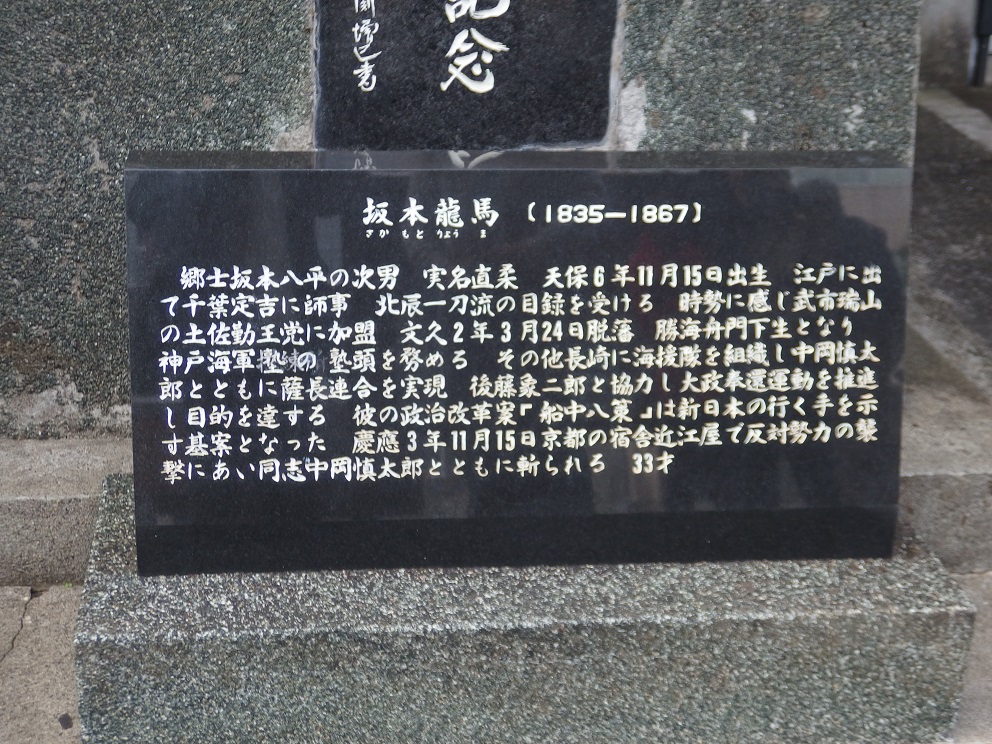 記念
坂本龍馬 〔1835—1867〕
さか もと りょう ま
郷士坂本八平の次男 実名直柔 天保6年11月15日出生 江戸に出
て千葉定吉に師事 北辰一刀流の目録を受ける 時勢に感じ武市瑞山
の土佐勤王党に加盟 文久2年3月24日脱藩 勝海舟門下生となり
神戸海軍塾の塾頭を務める その他長崎に海援隊を組織し中岡慎太
郎とともに薩長連合を実現 後藤象二郎と協力し大政奉還運動を推進
し目的を達する 彼の政治改革案「船中八策」は新日本の行く手を示
す基案となった 慶應3年11月15日京都の宿舎近江屋で反対勢力の襲
撃にあい同志中岡慎太郎とともに斬られる 33才